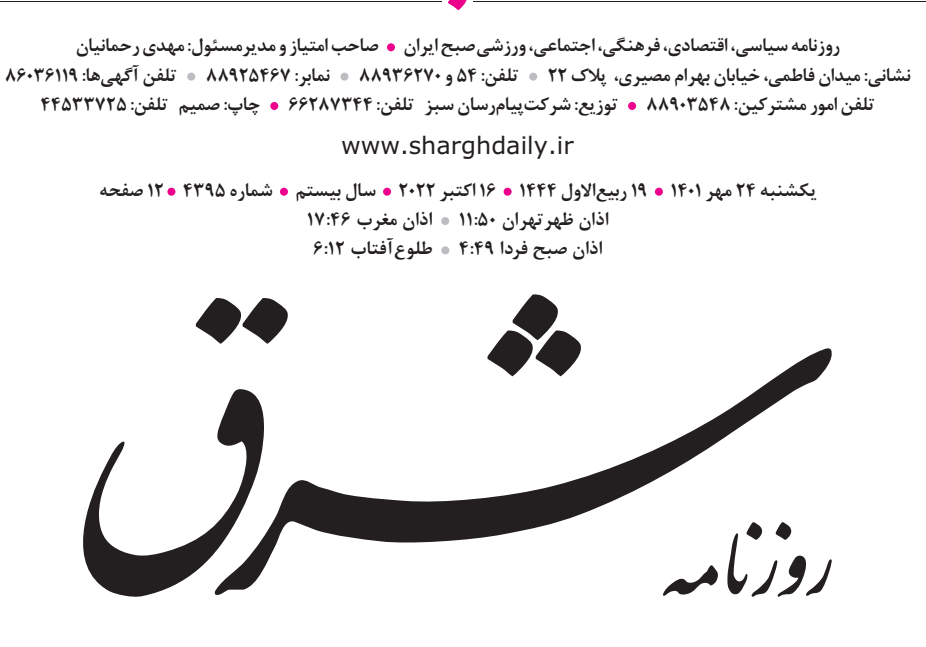 روزنامه سیاسی، اقتصادی، فرهنگی، اجتماعی، ورزشی صبح ایران ● صاحب امتیاز و مدیرمسئول: مهدی رحمانیان
نشانی: میدان فاطمی، خیابان بهرام مصیری، پلاک ۲۲ ● تلفن: ۵۴ و ۸۸۹۳۶۲۷۰ ● نمابر: ۸۸۹۲۵۴۶۷ ● تلفن آگهی‌ها: ۸۶۰۳۶۱۱۹
تلفن امور مشترکین: ۸۸۹۰۳۵۴۸ ● توزیع: شرکت پیام‌رسان سبز تلفن: ۶۶۲۸۷۳۴۴ ● چاپ: صمیم تلفن: ۴۴۵۳۳۷۲۵
www.sharghdaily.ir
یکشنبه ۲۴ مهر ۱۴۰۱ ● ۱۹ ربیع‌الاول ۱۴۴۴ ● ۱۶ اکتبر ۲۰۲۲ ● سال بیستم ● شماره ۴۳۹۵ ● ۱۲ صفحه
اذان ظهر تهران ۱۱:۵۰ ● اذان مغرب ۱۷:۴۶
اذان صبح فردا ۴:۴۹ ● طلوع آفتاب ۶:۱۲
روزنامه
شرق